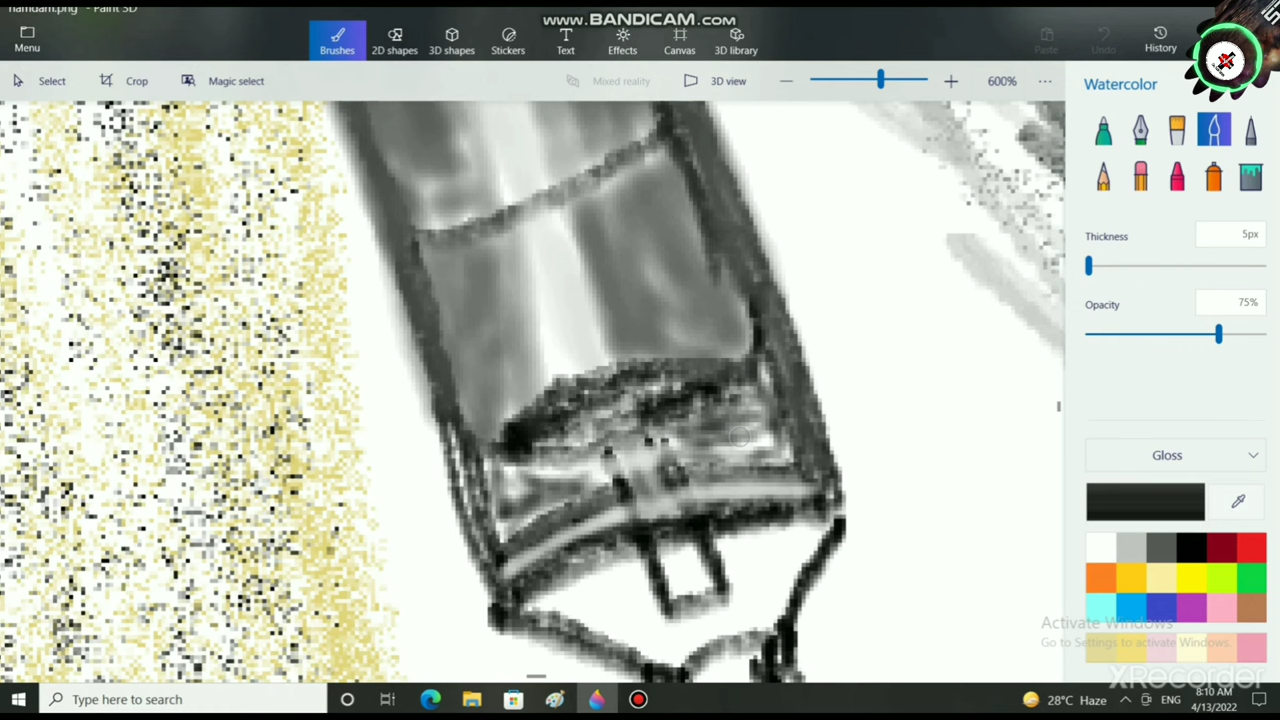 hamdam.png - Paint 3D
www.BANDICAM.com
Menu
Brushes
2D shapes
3D shapes
Stickers
Text
Effects
Canvas
3D library
Paste
Undo
History
Select
Crop
Magic select
Mixed reality
3D view
600%
Watercolor
Thickness
5px
Opacity
75%
Gloss
Activate Windows
Go to Settings to activate Windows.
XRecorder
Type here to search
28°C Haze
ENG
8:10 AM
4/13/2022